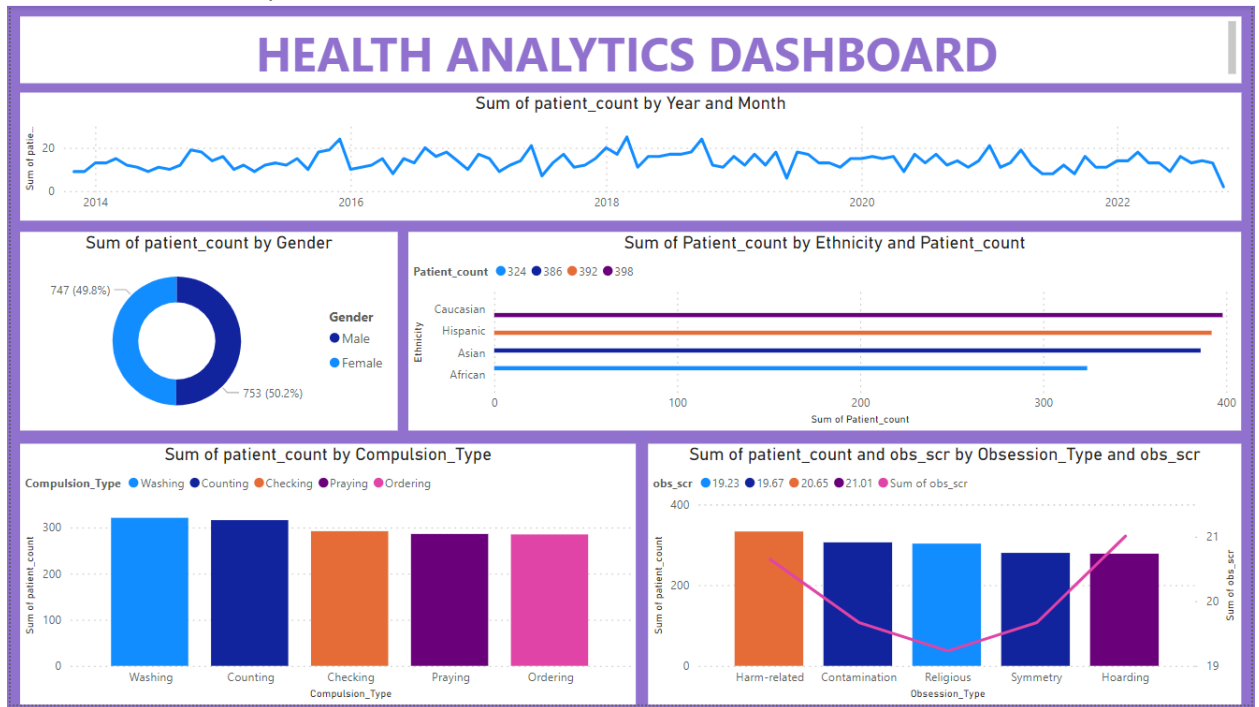 HEALTH ANALYTICS DASHBOARD
Sum of patient_count by Year and Month
Sum of patie...
20
0
2014 2016 2018 2020 2022
Sum of patient_count by Gender
747 (49.8%)
753 (50.2%)
Gender
Male
Female
Sum of Patient_count by Ethnicity and Patient_count
Patient_count 324 386 392 398
Ethnicity
Caucasian
Hispanic
Asian
African
0 100 200 300 400
Sum of Patient_count
Sum of patient_count by Compulsion_Type
Compulsion_Type Washing Counting Checking Praying Ordering
Sum of patient_count
300
200
100
0
Washing Counting Checking Praying Ordering
Compulsion_Type
Sum of patient_count and obs_scr by Obsession_Type and obs_scr
obs_scr 19.23 19.67 20.65 21.01 Sum of obs_scr
Sum of patient_count
400
200
0
21
20
19
Sum of obs_scr
Harm-related Contamination Religious Symmetry Hoarding
Obsession_Type